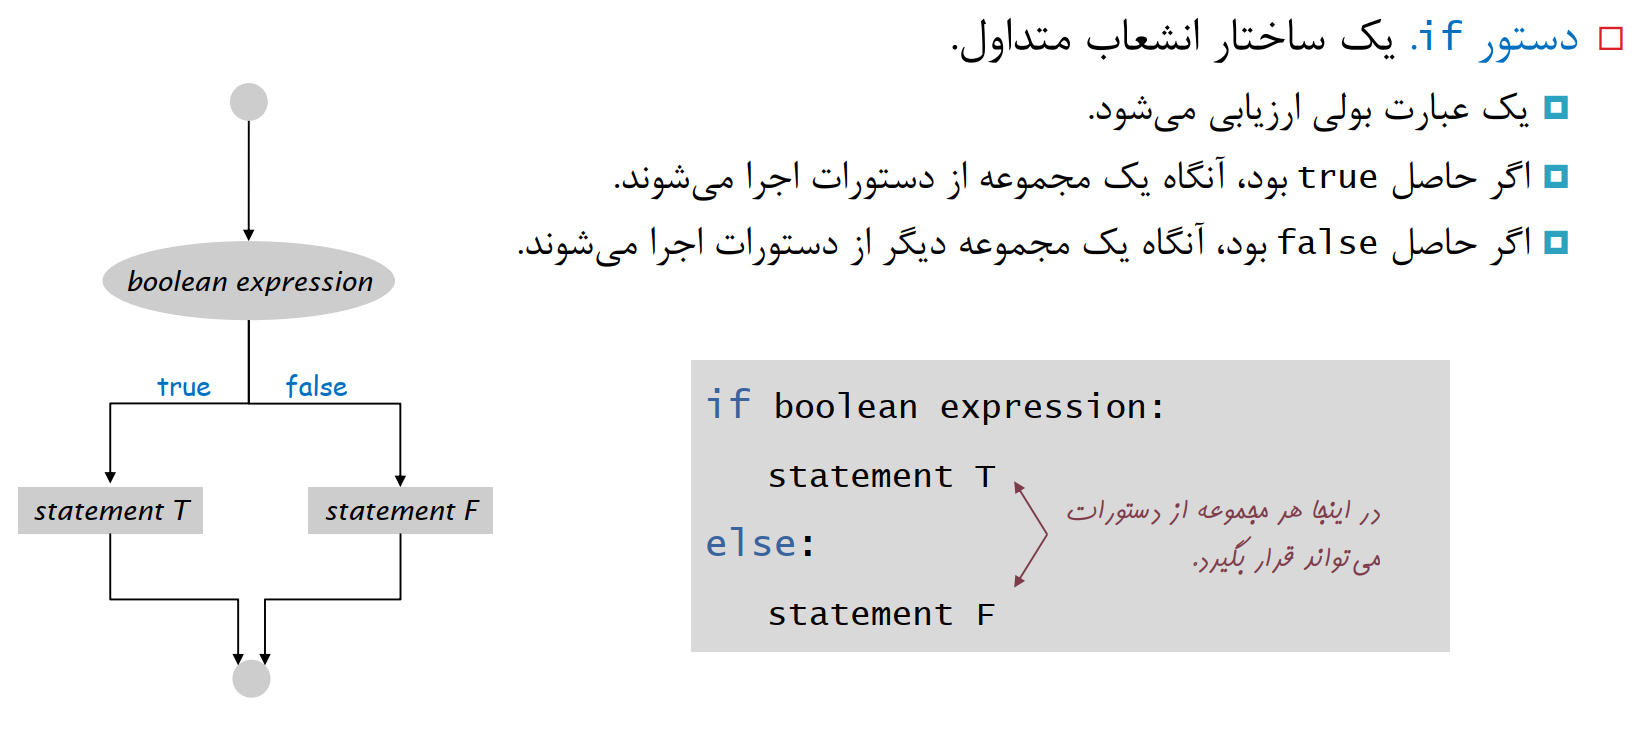 دستور if. یک ساختار انشعاب متداول.
یک عبارت بولی ارزیابی می‌شود.
اگر حاصل true بود، آنگاه یک مجموعه از دستورات اجرا می‌شوند.
اگر حاصل false بود، آنگاه یک مجموعه دیگر از دستورات اجرا می‌شوند.
boolean expression
true
false
statement T
statement F
if boolean expression:
statement T
else:
statement F
در اینجا هر مجموعه از دستورات
می‌تواند قرار بگیرد.